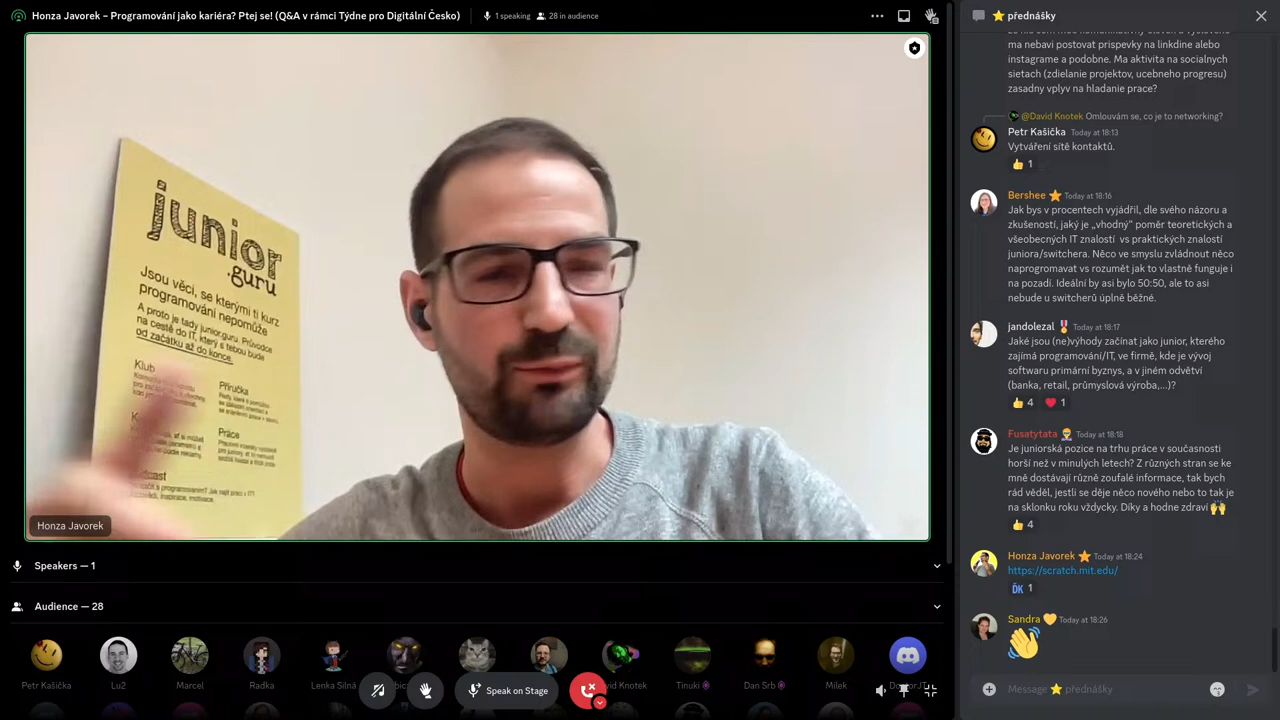 Honza Javorek – Programování jako kariéra? Ptej se! (Q&A v rámci Týdne pro Digitální Česko)
1 speaking
28 in audience
junior
.guru
Jsou věci, se kterými ti kurz
programování nepomůže
A proto je tady junior.guru. Průvodce
na cestě do IT, který s tebou bude
od začátku až do konce.
Klub
Příručka
Práce
Honza Javorek
Speakers — 1
Audience — 28
Petr Kašička
Lu2
Marcel
Radka
Lenka Silná
Knotek
Tinuki
Dan Srb
Milek
Speak on Stage
⭐ přednášky
ma nebavi postovat prispevky na linkdine alebo
instagrame a podobne. Ma aktivita na socialnych
sietach (zdielanie projektov, ucebneho progresu)
zasadny vplyv na hladanie prace?
@David Knotek Omlouvám se, co je to networking?
Petr Kašička Today at 18:13
Vytváření sítě kontaktů.
👍 1
Bershee ⭐ Today at 18:16
Jak bys v procentech vyjádřil, dle svého názoru a
zkušeností, jaký je „vhodný" poměr teoretických a
všeobecných IT znalostí vs praktických znalostí
juniora/switchera. Něco ve smyslu zvládnout něco
naprogramovat vs rozumět jak to vlastně funguje i
na pozadí. Ideální by asi bylo 50:50, ale to asi
nebude u switcherů úplně běžné.
jandolezal 🎖️ Today at 18:17
Jaké jsou (ne)výhody začínat jako junior, kterého
zajímá programování/IT, ve firmě, kde je vývoj
softwaru primární byznys, a v jiném odvětví
(banka, retail, průmyslová výroba,...)?
👍 4 ❤️ 1
Fusatytata Today at 18:18
Je juniorská pozice na trhu práce v současnosti
horší než v minulých letech? Z různých stran se ke
mně dostávají různě zoufalé informace, tak bych
rád věděl, jestli se děje něco nového nebo to tak je
na sklonku roku vždycky. Díky a hodne zdraví 🙌
👍 4
Honza Javorek ⭐ Today at 18:24
https://scratch.mit.edu/
ĎK 1
Sandra 💛 Today at 18:26
👋
Message ⭐ přednášky